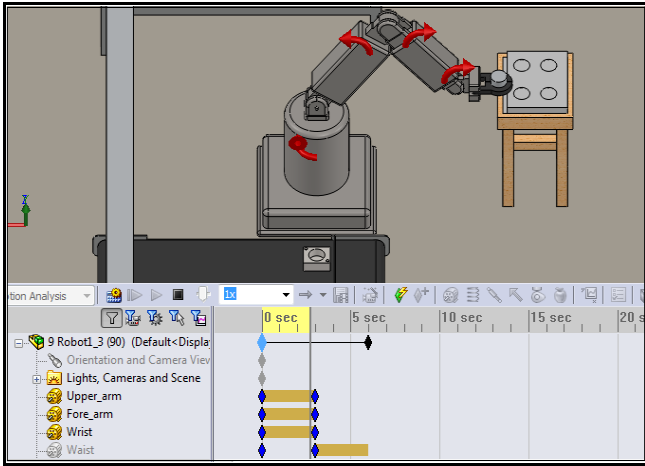 Z
tion Analysis 1x
0 sec 5 sec 10 sec 15 sec 20 s
9 Robot1_3 (90) (Default<Display
Orientation and Camera View
Lights, Cameras and Scene
Upper_arm
Fore_arm
Wrist
Waist